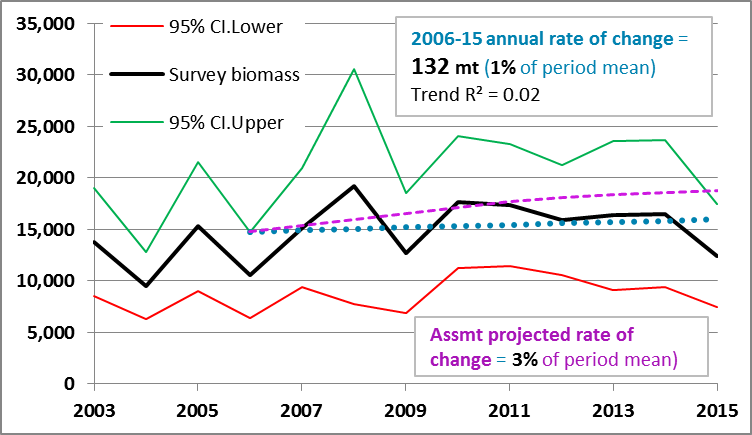 35,000
30,000
25,000
20,000
15,000
10,000
5,000
0
95% CI.Lower
Survey biomass
95% CI.Upper
2006-15 annual rate of change =
132 mt (1% of period mean)
Trend R² = 0.02
Assmt projected rate of
change = 3% of period mean)
2003 2005 2007 2009 2011 2013 2015